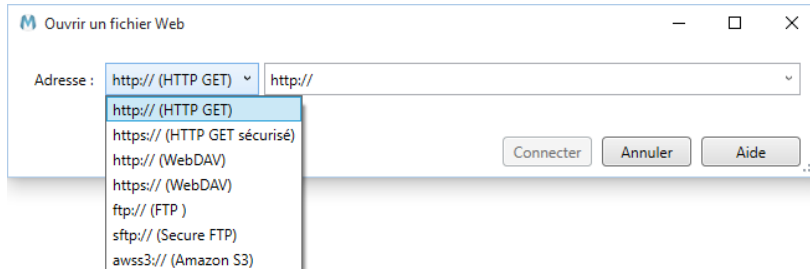 Ouvrir un fichier Web
Adresse : http:// (HTTP GET) http://
http:// (HTTP GET)
https:// (HTTP GET sécurisé)
http:// (WebDAV)
https:// (WebDAV)
ftp:// (FTP )
sftp:// (Secure FTP)
awss3:// (Amazon S3)
Connecter Annuler Aide